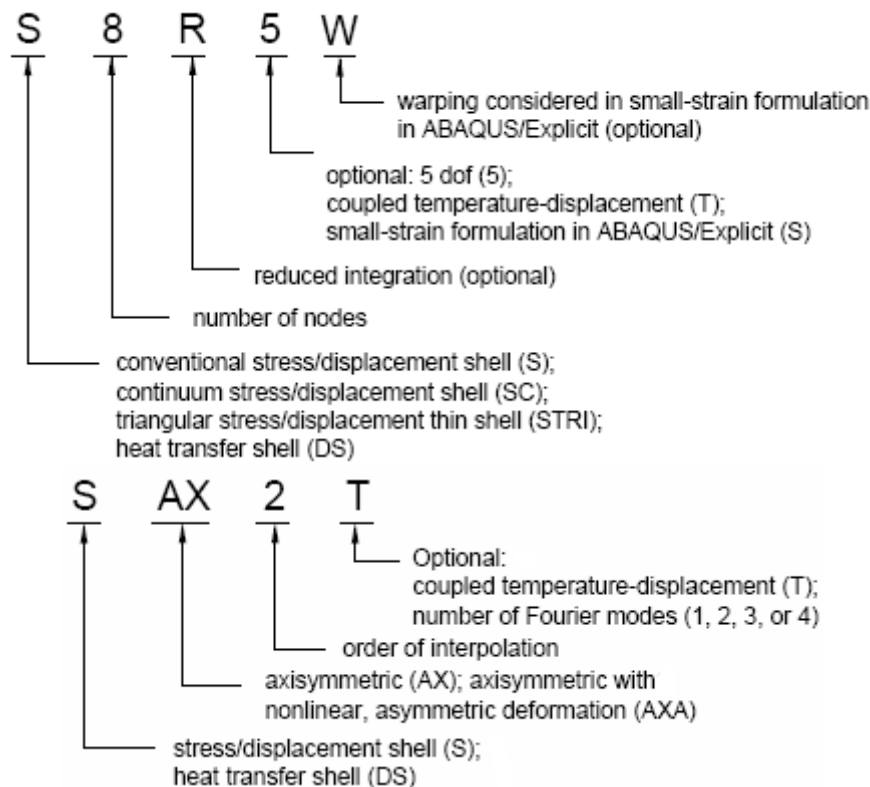 S 8 R 5 W
warping considered in small-strain formulation
in ABAQUS/Explicit (optional)
optional: 5 dof (5);
coupled temperature-displacement (T);
small-strain formulation in ABAQUS/Explicit (S)
reduced integration (optional)
number of nodes
conventional stress/displacement shell (S);
continuum stress/displacement shell (SC);
triangular stress/displacement thin shell (STRI);
heat transfer shell (DS)
S AX 2 T
Optional:
coupled temperature-displacement (T);
number of Fourier modes (1, 2, 3, or 4)
order of interpolation
axisymmetric (AX); axisymmetric with
nonlinear, asymmetric deformation (AXA)
stress/displacement shell (S);
heat transfer shell (DS)